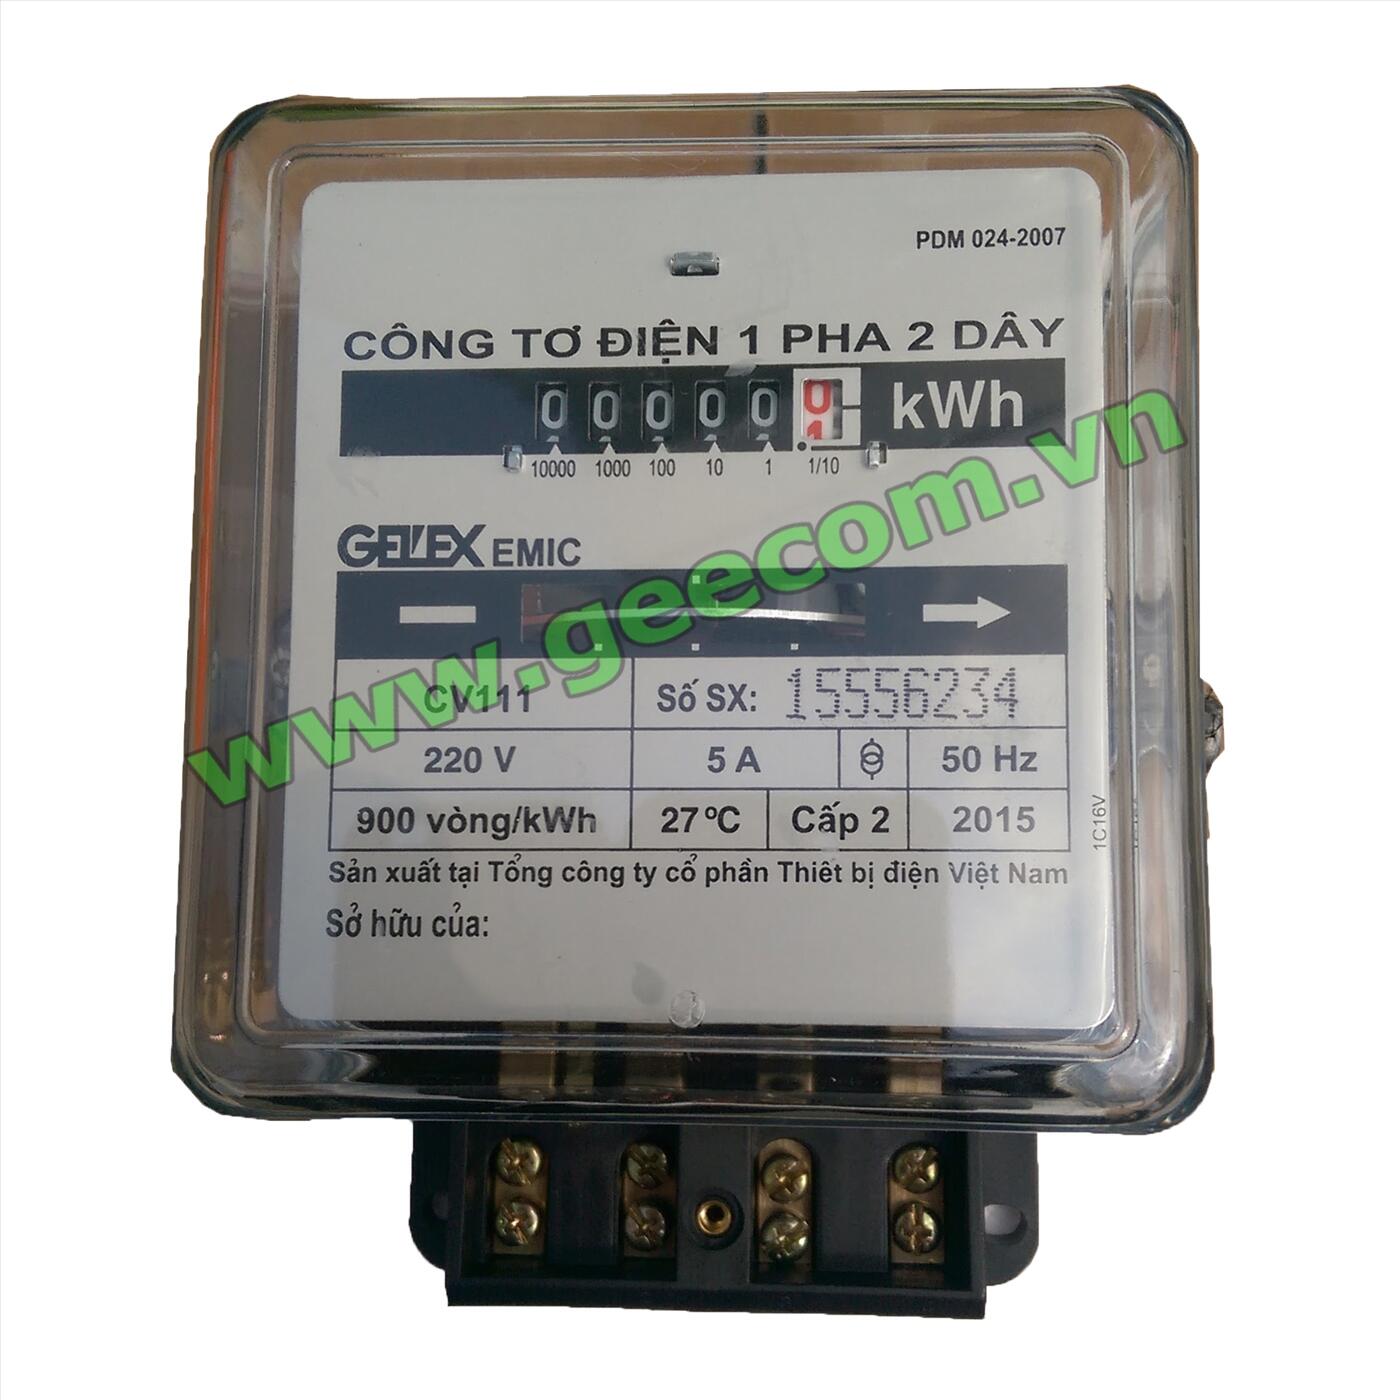 PDM 024-2007
CÔNG TƠ ĐIỆN 1 PHA 2 DÂY
0 0 0 0 0 0 kWh
10000 1000 100 10 1 1/10
GELEX EMIC
www.geecom.vn
CV111 Số SX: 15556234
220 V 5 A 50 Hz
900 vòng/kWh 27°C Cấp 2 2015
1C16V
Sản xuất tại Tổng công ty cổ phần Thiết bị điện Việt Nam
Sở hữu của: